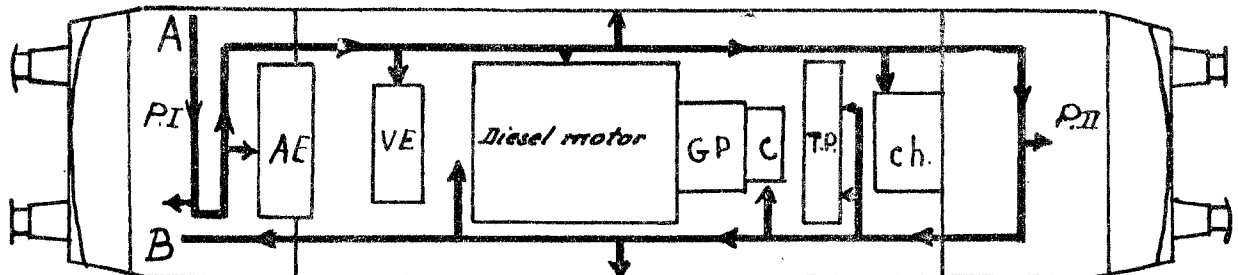 A
P.I
AE
VE
Diesel motor
GP
C
T.P.
ch.
P.II
B